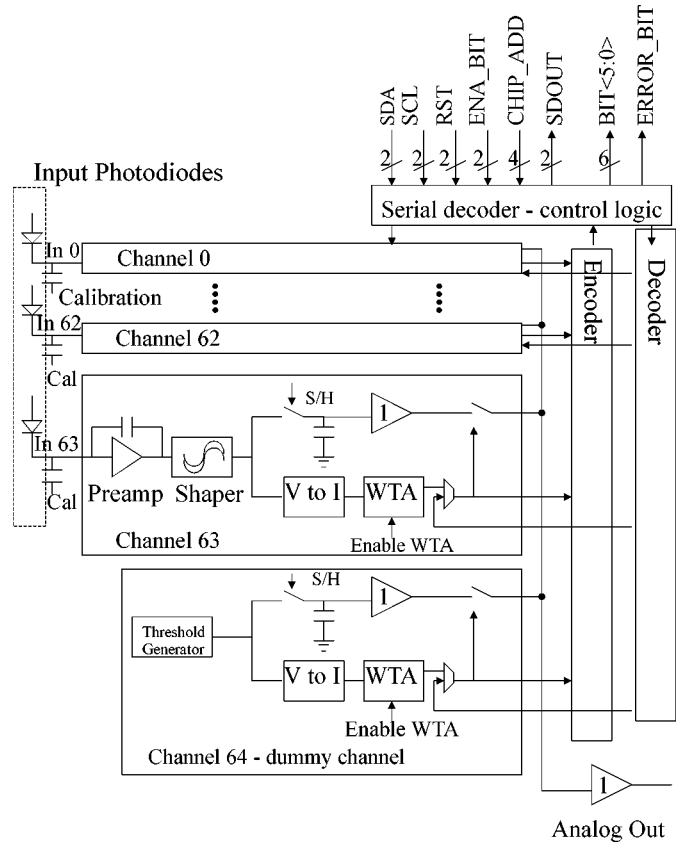 SDA
SCL
RST
ENA_BIT
CHIP_ADD
SDOUT
BIT<5:0>
ERROR_BIT
2
2
2
2
4
2
6
Input Photodiodes
Serial decoder - control logic
In 0
Channel 0
Encoder
Decoder
Calibration
In 62
Channel 62
Cal
S/H
1
In 63
Preamp
Shaper
V to I
WTA
Cal
Enable WTA
Channel 63
S/H
1
Threshold
Generator
V to I
WTA
Enable WTA
Channel 64 - dummy channel
1
Analog Out